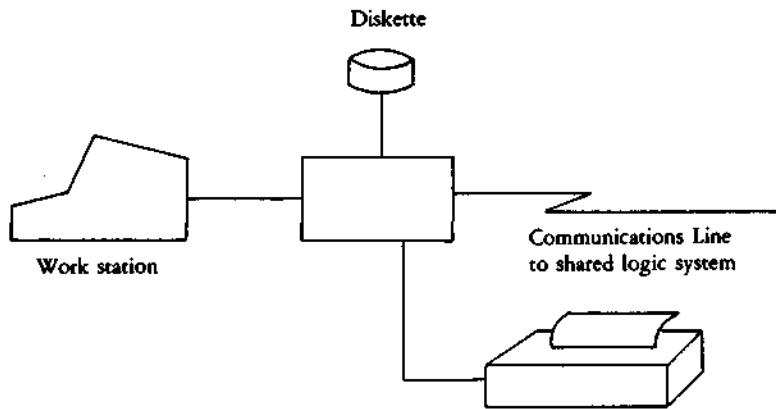 Diskette
Work station
Communications Line
to shared logic system